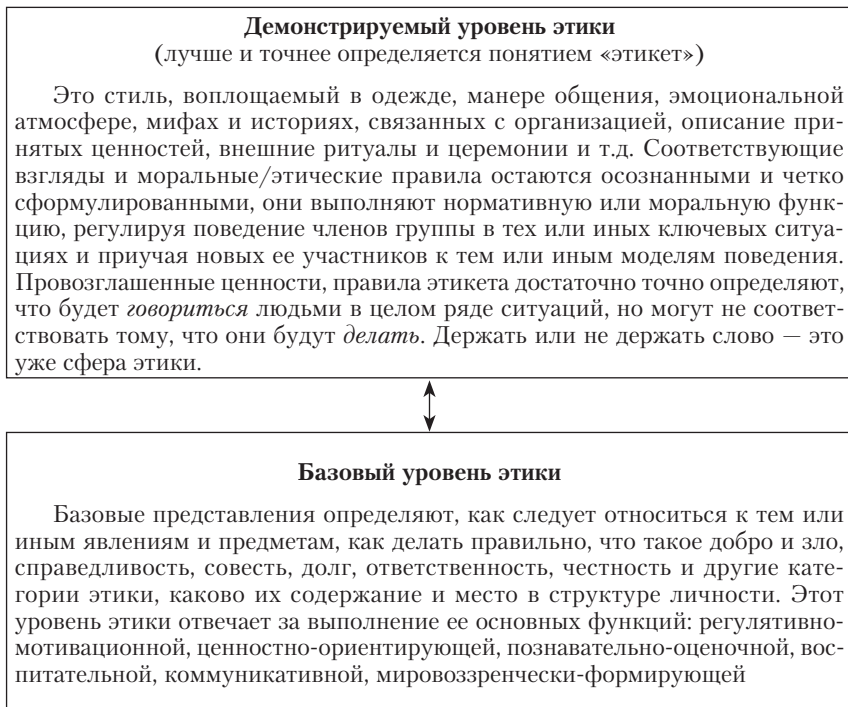 Демонстрируемый уровень этики
(лучше и точнее определяется понятием «этикет»)
Это стиль, воплощаемый в одежде, манере общения, эмоциональной
атмосфере, мифах и историях, связанных с организацией, описание при-
нятых ценностей, внешние ритуалы и церемонии и т.д. Соответствующие
взгляды и моральные/этические правила остаются осознанными и четко
сформулированными, они выполняют нормативную или моральную функ-
цию, регулируя поведение членов группы в тех или иных ключевых ситуа-
циях и приучая новых ее участников к тем или иным моделям поведения.
Провозглашенные ценности, правила этикета достаточно точно определяют,
что будет говориться людьми в целом ряде ситуаций, но могут не соответ-
ствовать тому, что они будут делать. Держать или не держать слово — это
уже сфера этики.
Базовый уровень этики
Базовые представления определяют, как следует относиться к тем или
иным явлениям и предметам, как делать правильно, что такое добро и зло,
справедливость, совесть, долг, ответственность, честность и другие кате-
гории этики, каково их содержание и место в структуре личности. Этот
уровень этики отвечает за выполнение ее основных функций: регулятивно-
мотивационной, ценностно-ориентирующей, познавательно-оценочной, вос-
питательной, коммуникативной, мировоззренчески-формирующей